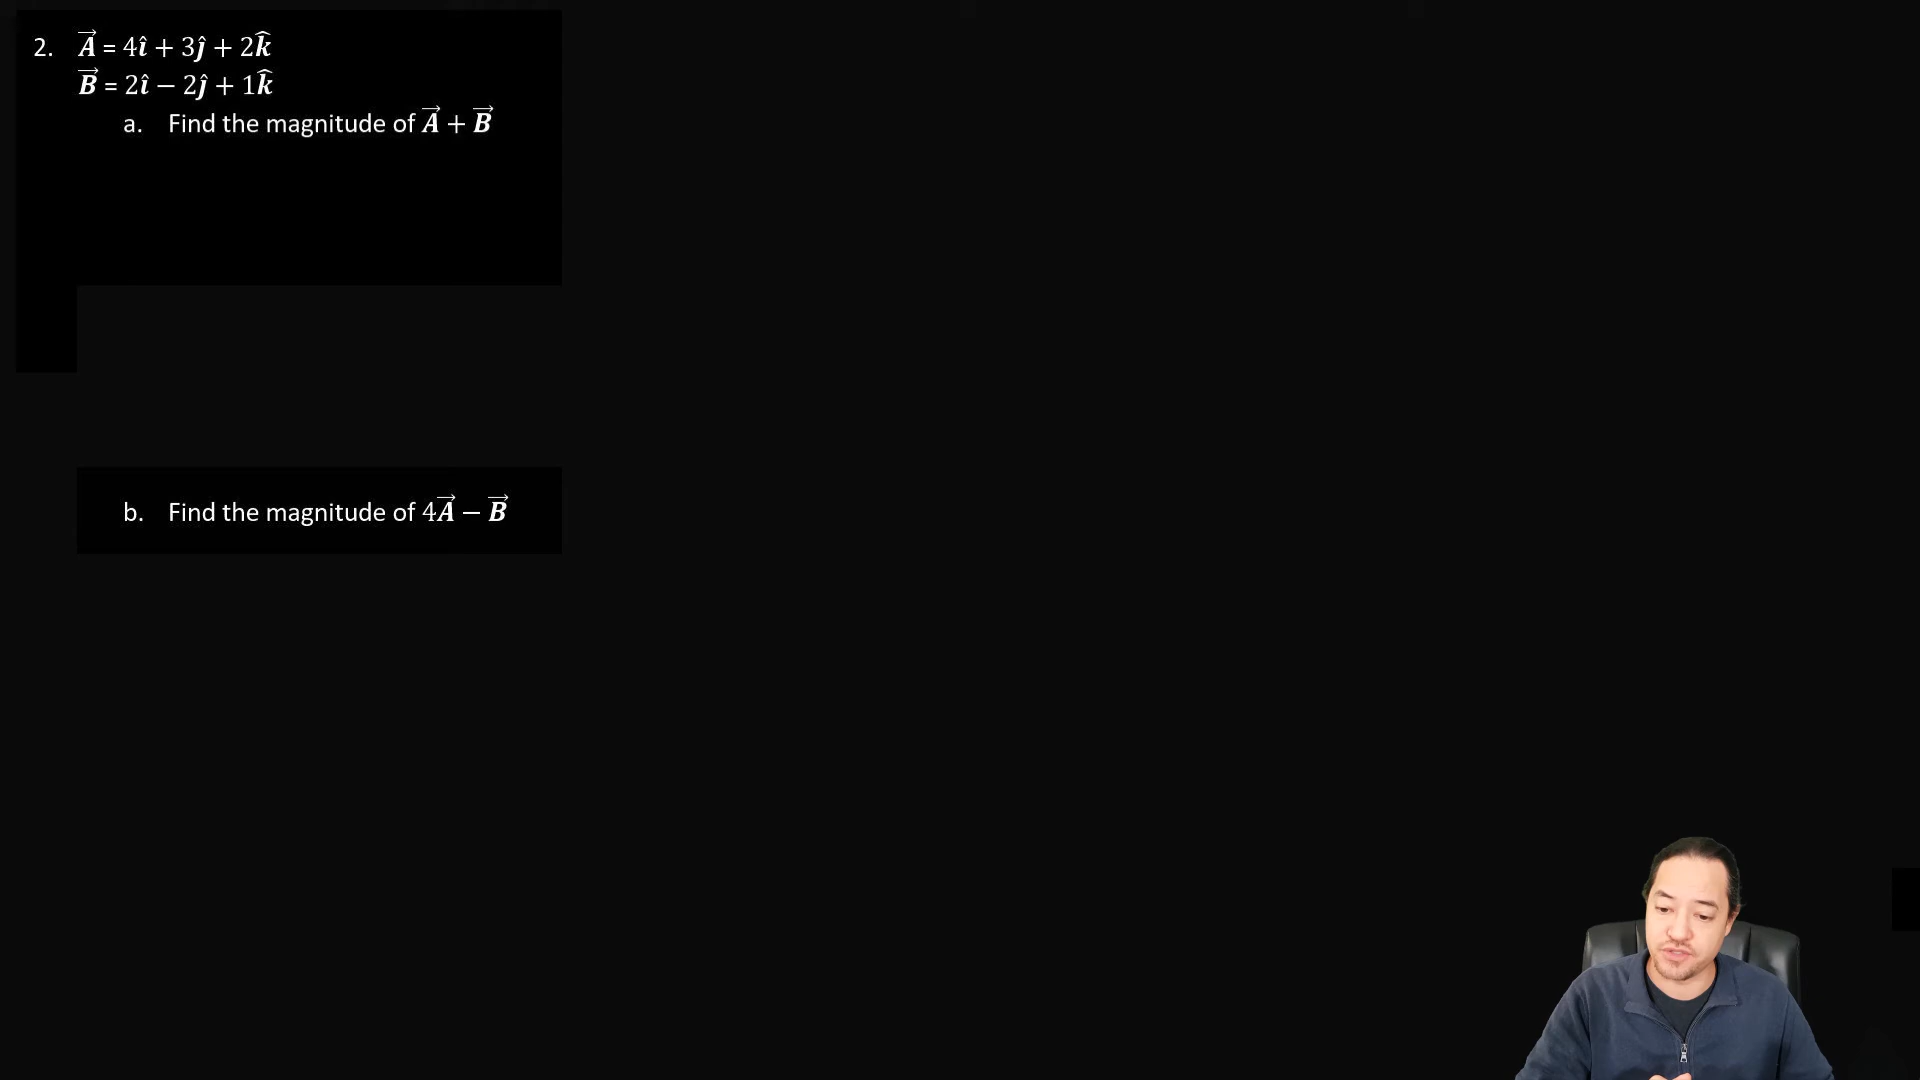 2. A⃗ = 4î + 3ĵ + 2k̂
B⃗ = 2î − 2ĵ + 1k̂
a. Find the magnitude of A⃗ + B⃗
b. Find the magnitude of 4A⃗ − B⃗